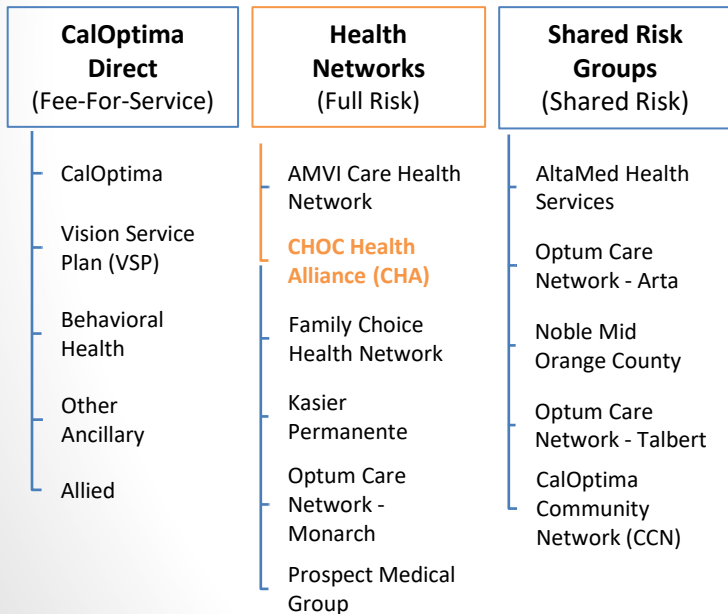 CalOptima
Direct
(Fee-For-Service)
CalOptima
Vision Service
Plan (VSP)
Behavioral
Health
Other
Ancillary
Allied
Health
Networks
(Full Risk)
AMVI Care Health
Network
CHOC Health
Alliance (CHA)
Family Choice
Health Network
Kasier
Permanente
Optum Care
Network -
Monarch
Prospect Medical
Group
Shared Risk
Groups
(Shared Risk)
AltaMed Health
Services
Optum Care
Network - Arta
Noble Mid
Orange County
Optum Care
Network - Talbert
CalOptima
Community
Network (CCN)